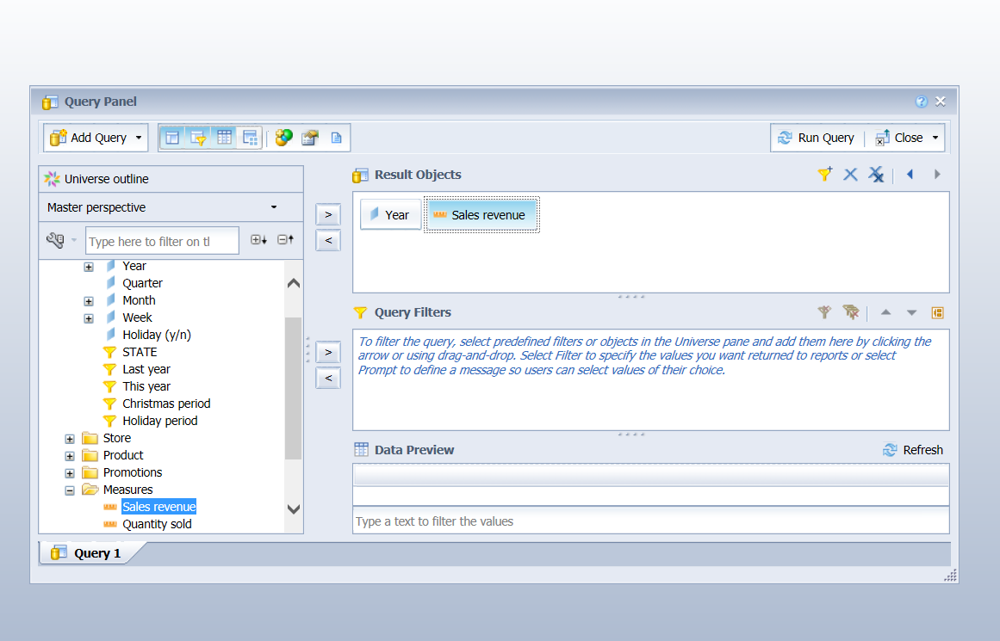 Query Panel
Add Query
Run Query
Close
Universe outline
Master perspective
Type here to filter on tl
Year
Quarter
Month
Week
Holiday (y/n)
STATE
Last year
This year
Christmas period
Holiday period
Store
Product
Promotions
Measures
Sales revenue
Quantity sold
>
<
>
<
Result Objects
Year
Sales revenue
Query Filters
To filter the query, select predefined filters or objects in the Universe pane and add them here by clicking the
arrow or using drag-and-drop. Select Filter to specify the values you want returned to reports or select
Prompt to define a message so users can select values of their choice.
Data Preview
Refresh
Type a text to filter the values
Query 1